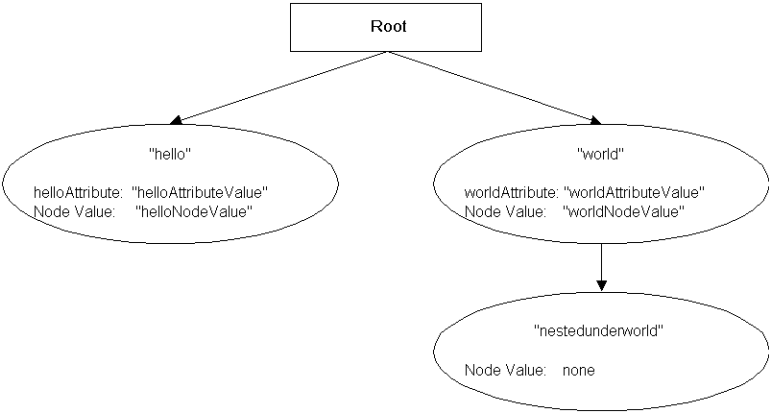 Root
"hello"
helloAttribute: "helloAttributeValue"
Node Value: "helloNodeValue"
"world"
worldAttribute: "worldAttributeValue"
Node Value: "worldNodeValue"
"nestedunderworld"
Node Value: none